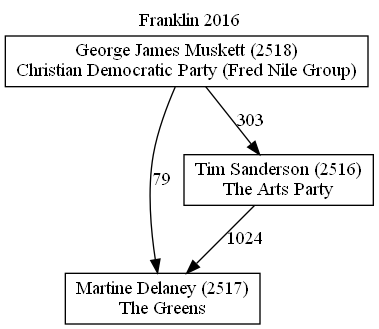 Franklin 2016
George James Muskett (2518)
Christian Democratic Party (Fred Nile Group)
303
Tim Sanderson (2516)
The Arts Party
79
1024
Martine Delaney (2517)
The Greens